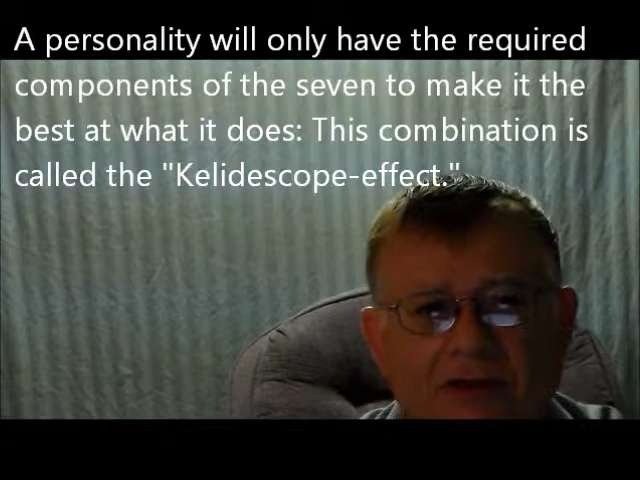 A personality will only have the required
components of the seven to make it the
best at what it does: This combination is
called the "Kelidescope-effect."